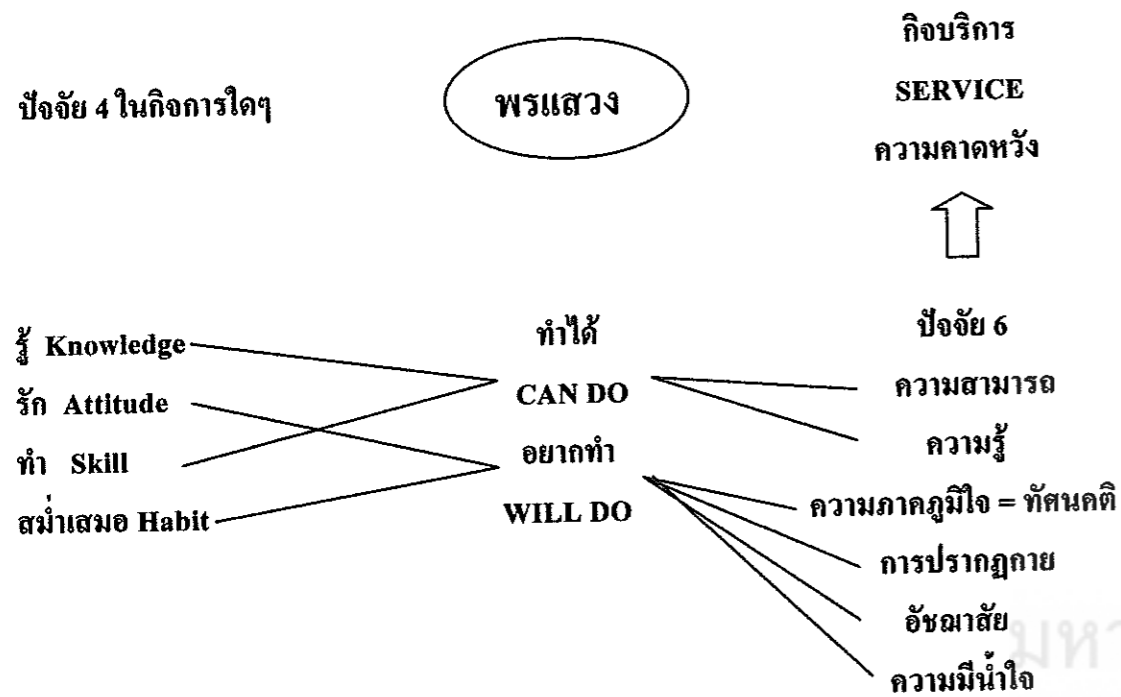 ปัจจัย 4 ในกิจการใดๆ
พรแสวง
กิจบริการ
SERVICE
ความคาดหวัง
รู้ Knowledge
รัก Attitude
ทำ Skill
สม่ำเสมอ Habit
ทำได้
CAN DO
อยากทำ
WILL DO
ปัจจัย 6
ความสามารถ
ความรู้
ความภาคภูมิใจ = ทัศนคติ
การปรากฏกาย
อัชฌาสัย
ความมีน้ำใจ
มหา